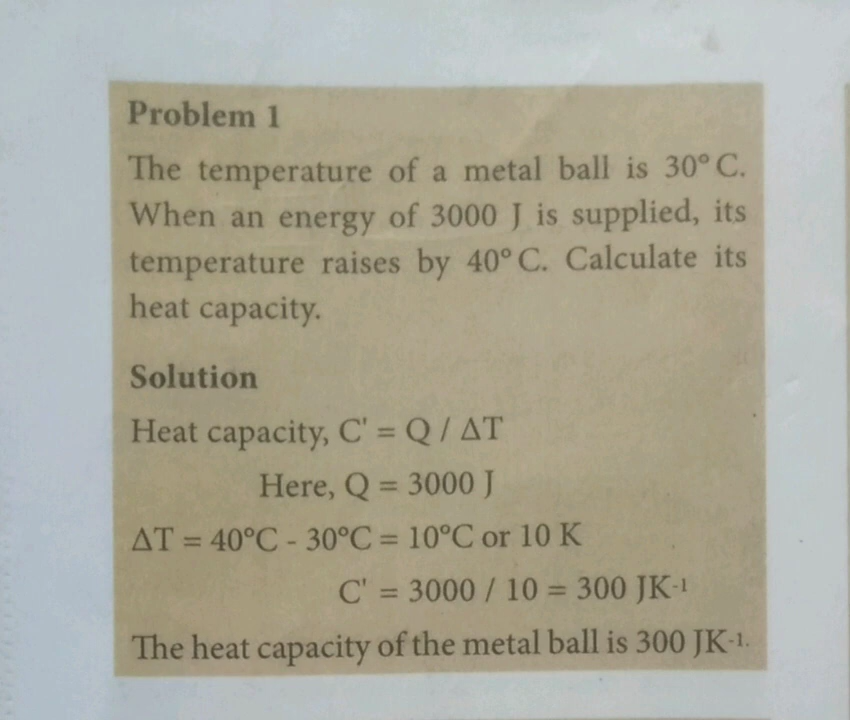 Problem 1
The temperature of a metal ball is 30° C.
When an energy of 3000 J is supplied, its
temperature raises by 40° C. Calculate its
heat capacity.
Solution
Heat capacity, C' = Q / ΔT
Here, Q = 3000 J
ΔT = 40°C - 30°C = 10°C or 10 K
C' = 3000 / 10 = 300 JK⁻¹
The heat capacity of the metal ball is 300 JK⁻¹.